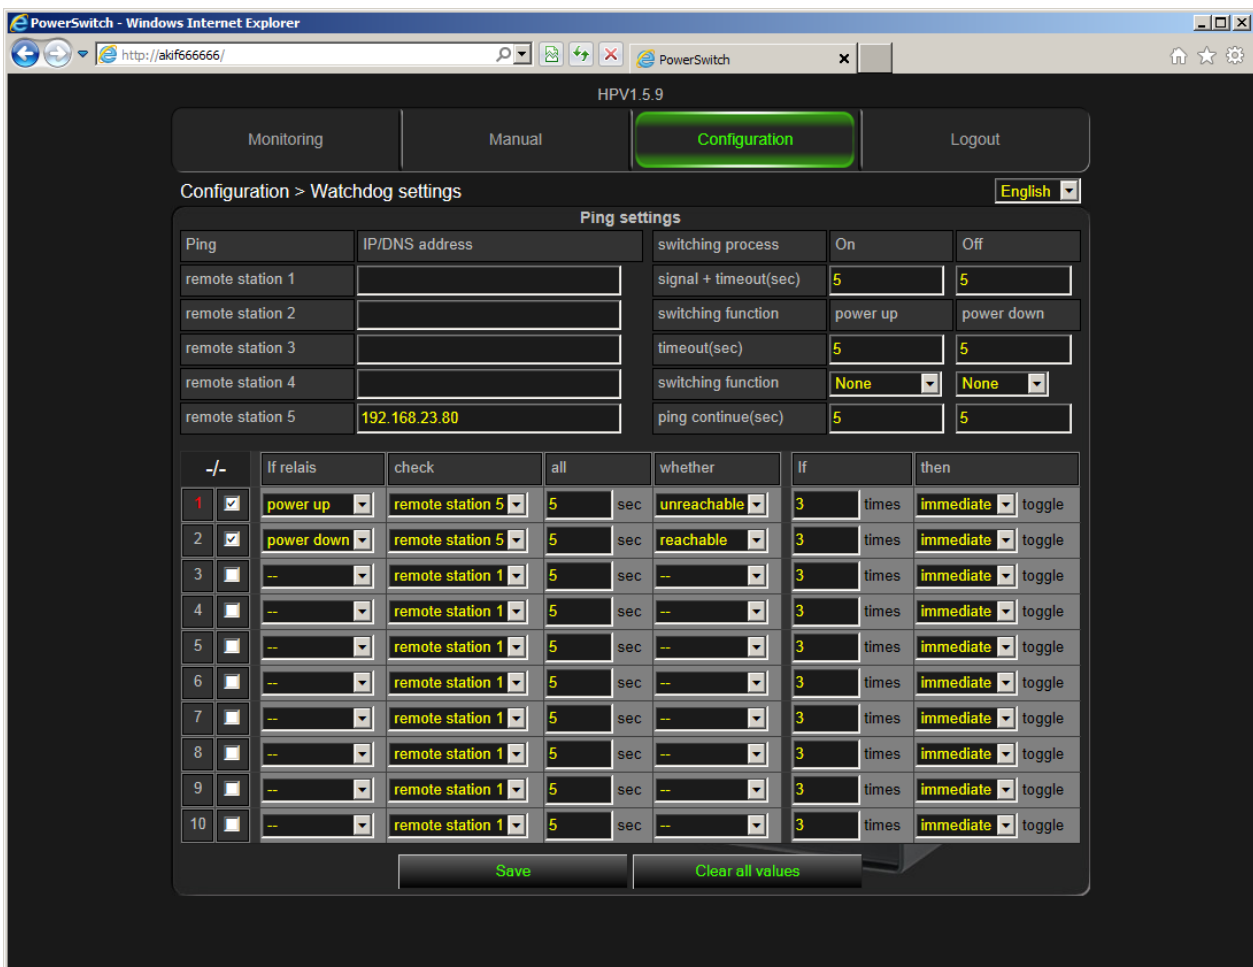 PowerSwitch - Windows Internet Explorer
http://akif666666/ PowerSwitch
HPV1.5.9
Monitoring Manual Configuration Logout
Configuration > Watchdog settings English
Ping settings
Ping IP/DNS address switching process On Off
remote station 1 signal + timeout(sec) 5 5
remote station 2 switching function power up power down
remote station 3 timeout(sec) 5 5
remote station 4 switching function None None
remote station 5 192.168.23.80 ping continue(sec) 5 5
-/- If relais check all whether If then
1 power up remote station 5 5 sec unreachable 3 times immediate toggle
2 power down remote station 5 5 sec reachable 3 times immediate toggle
3 -- remote station 1 5 sec -- 3 times immediate toggle
4 -- remote station 1 5 sec -- 3 times immediate toggle
5 -- remote station 1 5 sec -- 3 times immediate toggle
6 -- remote station 1 5 sec -- 3 times immediate toggle
7 -- remote station 1 5 sec -- 3 times immediate toggle
8 -- remote station 1 5 sec -- 3 times immediate toggle
9 -- remote station 1 5 sec -- 3 times immediate toggle
10 -- remote station 1 5 sec -- 3 times immediate toggle
Save Clear all values